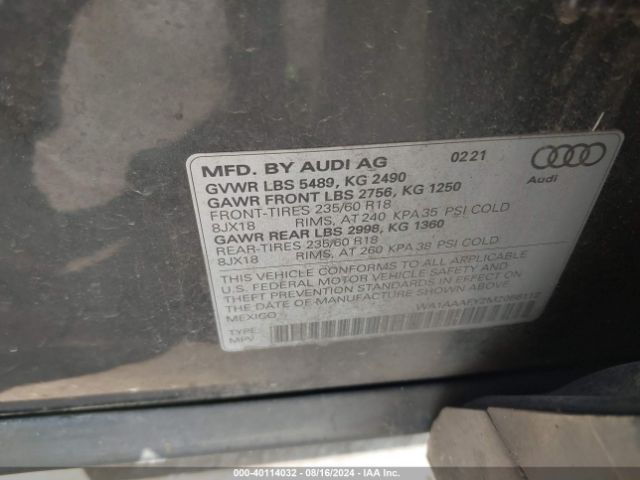 MFD. BY AUDI AG 0221
GVWR LBS 5489, KG 2490
GAWR FRONT LBS 2756, KG 1250
FRONT-TIRES 235/60 R18
8JX18 RIMS, AT 240 KPA 35 PSI COLD
GAWR REAR LBS 2998, KG 1360
REAR-TIRES 235/60 R18
8JX18 RIMS, AT 260 KPA 38 PSI COLD
Audi
THIS VEHICLE CONFORMS TO ALL APPLICABLE
U.S. FEDERAL MOTOR VEHICLE SAFETY AND
THEFT PREVENTION STANDARDS IN EFFECT ON
THE DATE OF MANUFACTURE SHOWN ABOVE.
MEXICO
TYPE:
MPV
000-40114032 - 08/16/2024 - IAA Inc.